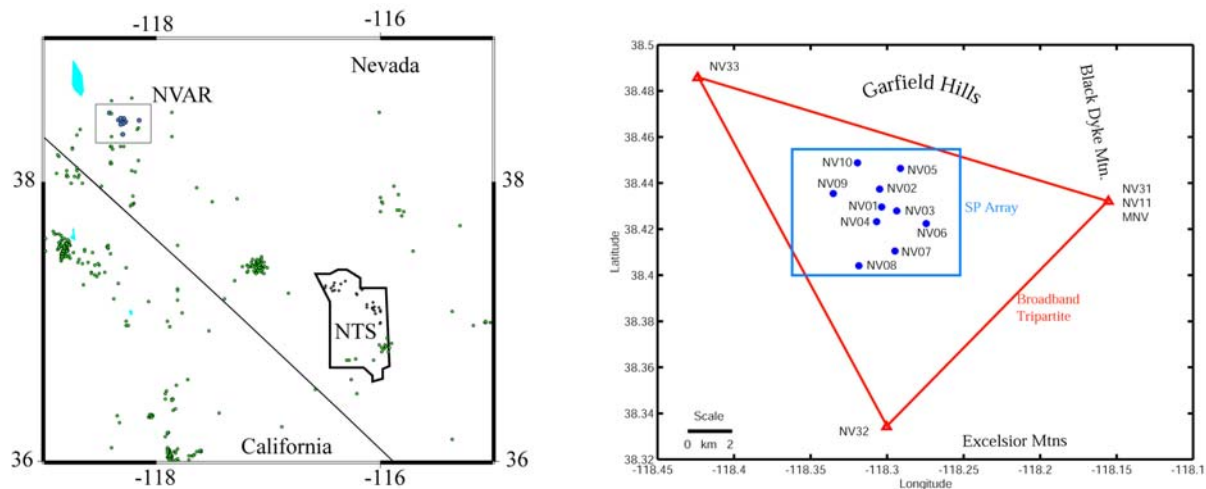 -118
-116
Nevada
NVAR
38
38
NTS
California
36
36
-118
-116
38.5
38.48
38.46
38.44
38.42
38.4
38.38
38.36
38.34
38.32
Latitude
NV33
Garfield Hills
Black Dyke Mtn.
NV10
NV05
NV09
NV02
NV01
NV03
NV04
NV06
NV07
NV08
SP Array
NV31
NV11
MNV
Broadband
Tripartite
Scale
0 km 2
NV32
Excelsior Mtns
-118.45
-118.4
-118.35
-118.3
-118.25
-118.2
-118.15
-118.1
Longitude